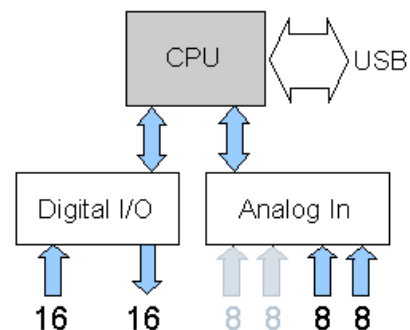 CPU
USB
Digital I/O
Analog In
16 16 8 8 8 8